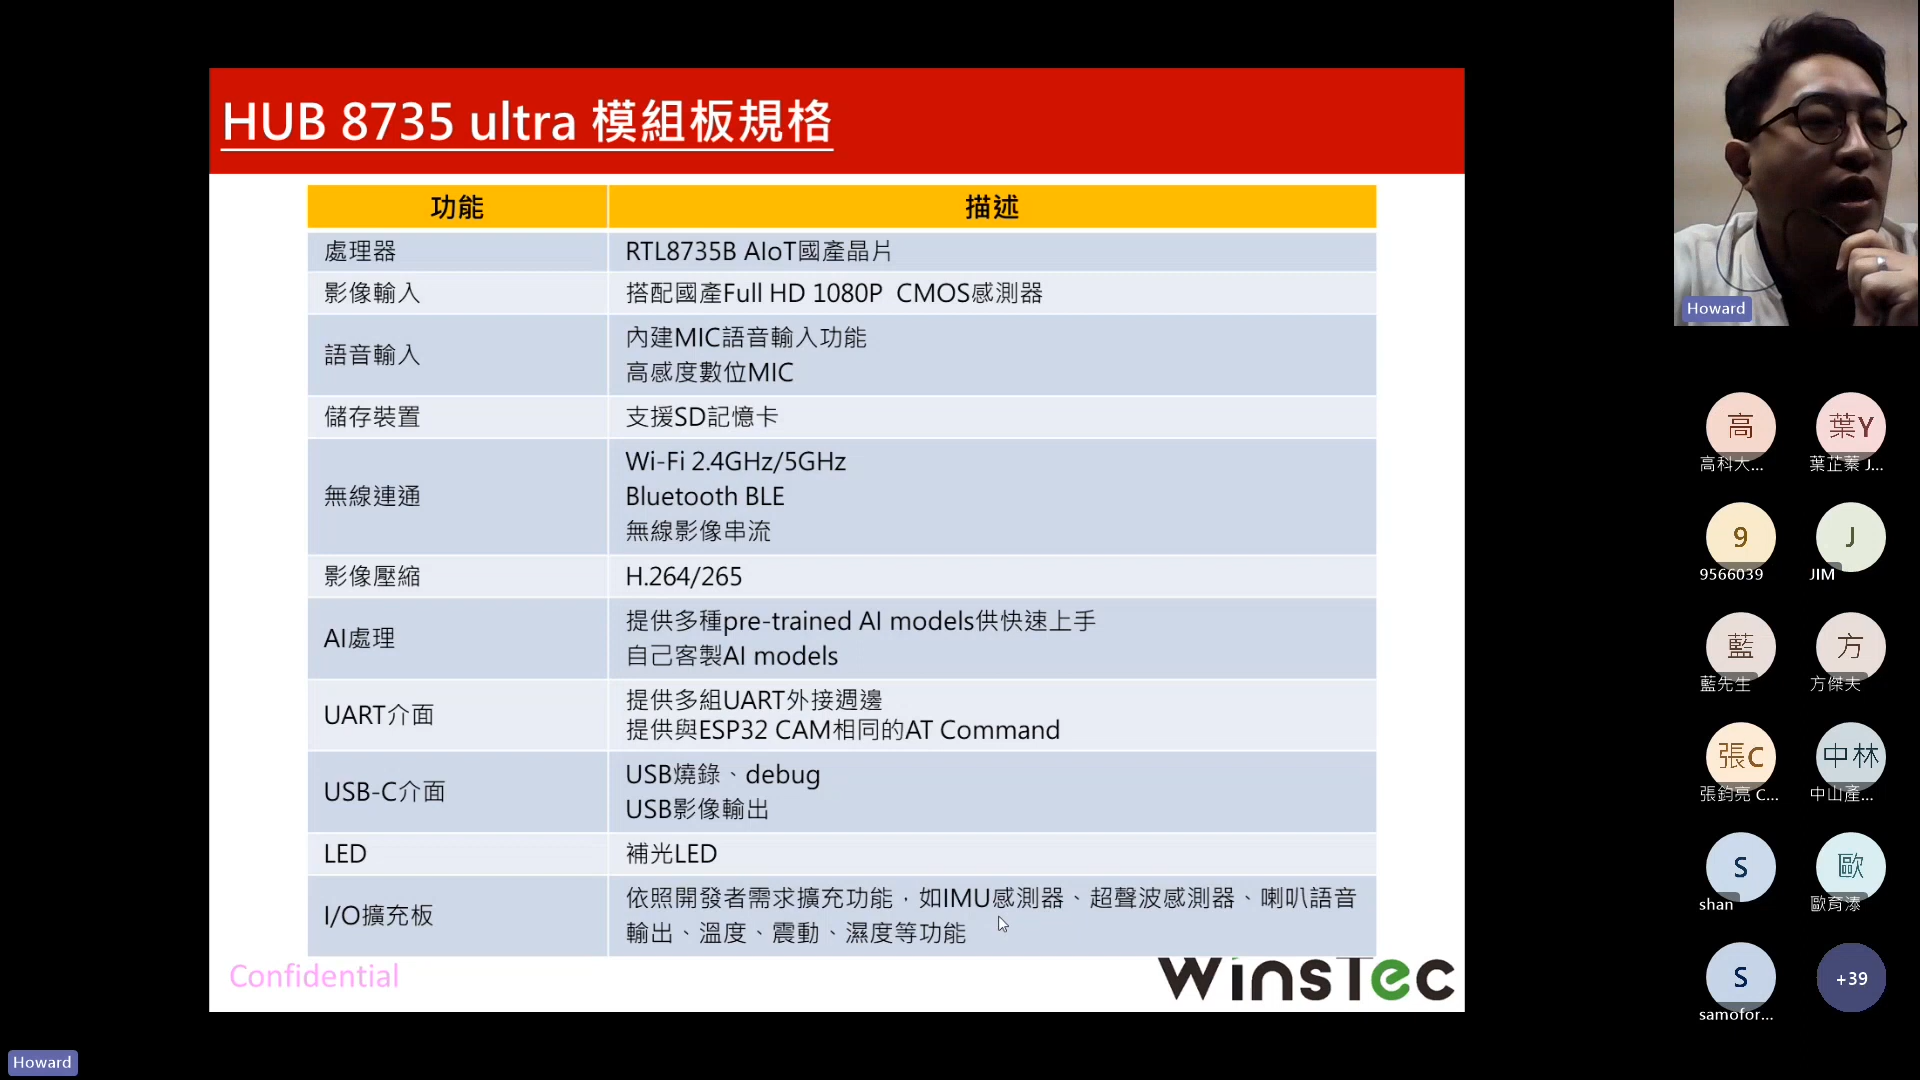 HUB 8735 ultra 模組板規格
功能 描述
處理器 RTL8735B AIoT國產晶片
影像輸入 搭配國產Full HD 1080P CMOS感測器
語音輸入 內建MIC語音輸入功能
高感度數位MIC
儲存裝置 支援SD記憶卡
無線連通 Wi-Fi 2.4GHz/5GHz
Bluetooth BLE
無線影像串流
影像壓縮 H.264/265
AI處理 提供多種pre-trained AI models供快速上手
自己客製AI models
UART介面 提供多組UART外接週邊
提供與ESP32 CAM相同的AT Command
USB-C介面 USB燒錄、debug
USB影像輸出
LED 補光LED
I/O擴充板 依照開發者需求擴充功能，如IMU感測器、超聲波感測器、喇叭語音
輸出、溫度、震動、濕度等功能
Confidential
WinsTec
Howard
高 葉Y
高科大... 葉芷蓁 J...
9 J
9566039 JIM
藍 方
藍先生 方傑夫
張C 中林
張鈞亮 C... 中山產...
S 歐
shan 歐育溙
S +39
samofor...
Howard